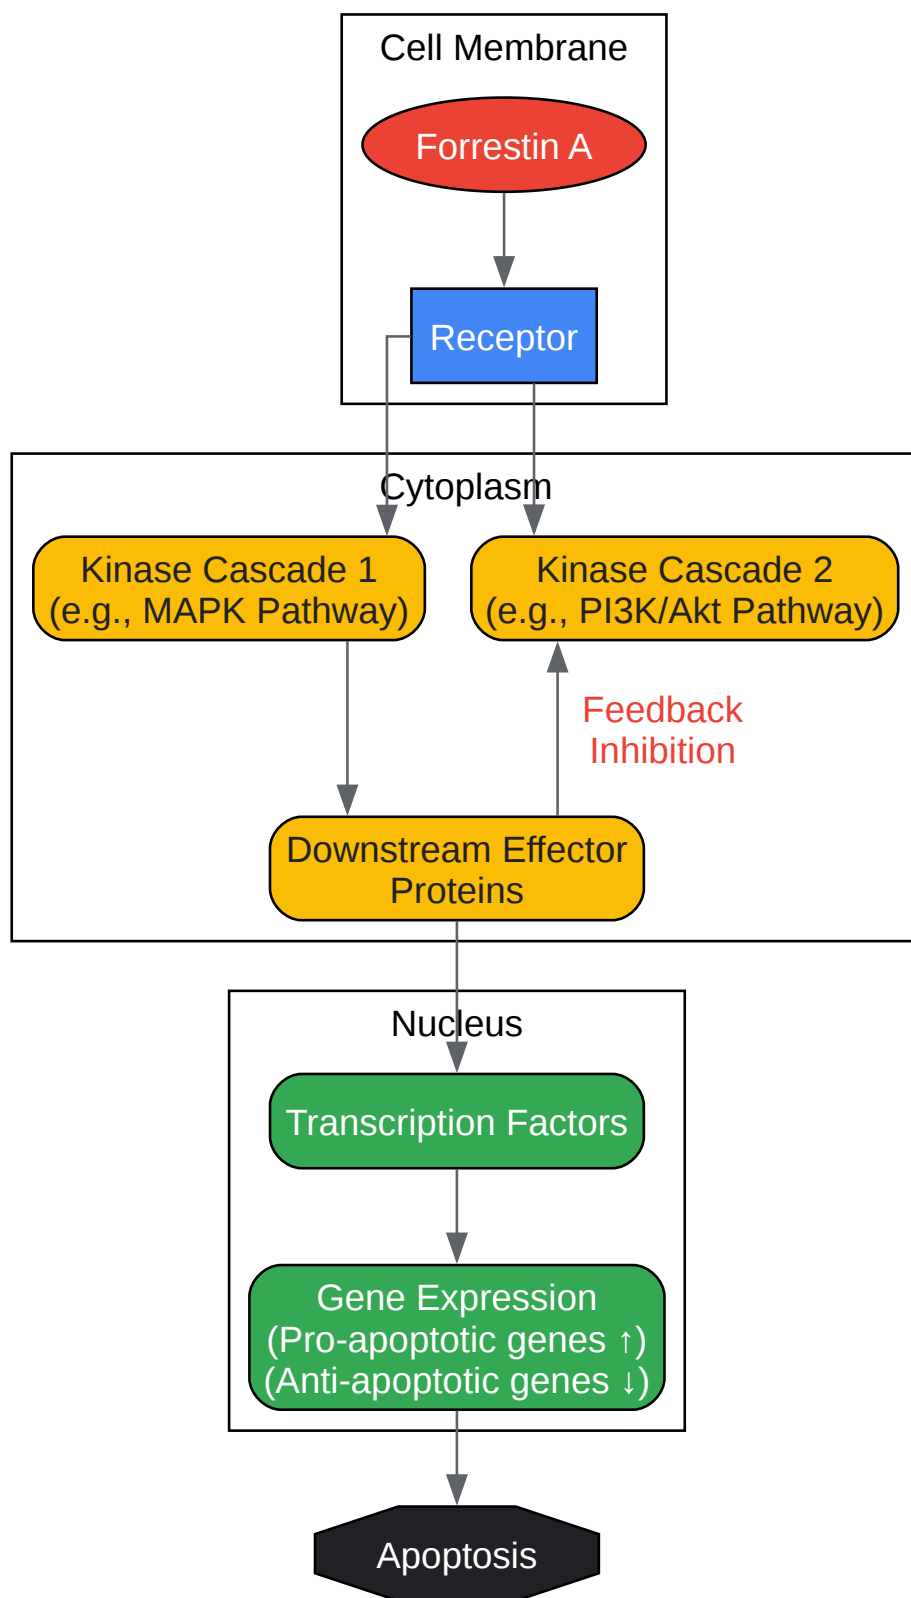 Cell Membrane
Forrestin A
Receptor
Cytoplasm
Kinase Cascade 1
(e.g., MAPK Pathway)
Kinase Cascade 2
(e.g., PI3K/Akt Pathway)
Feedback
Inhibition
Downstream Effector
Proteins
Nucleus
Transcription Factors
Gene Expression
(Pro-apoptotic genes ↑)
(Anti-apoptotic genes ↓)
Apoptosis